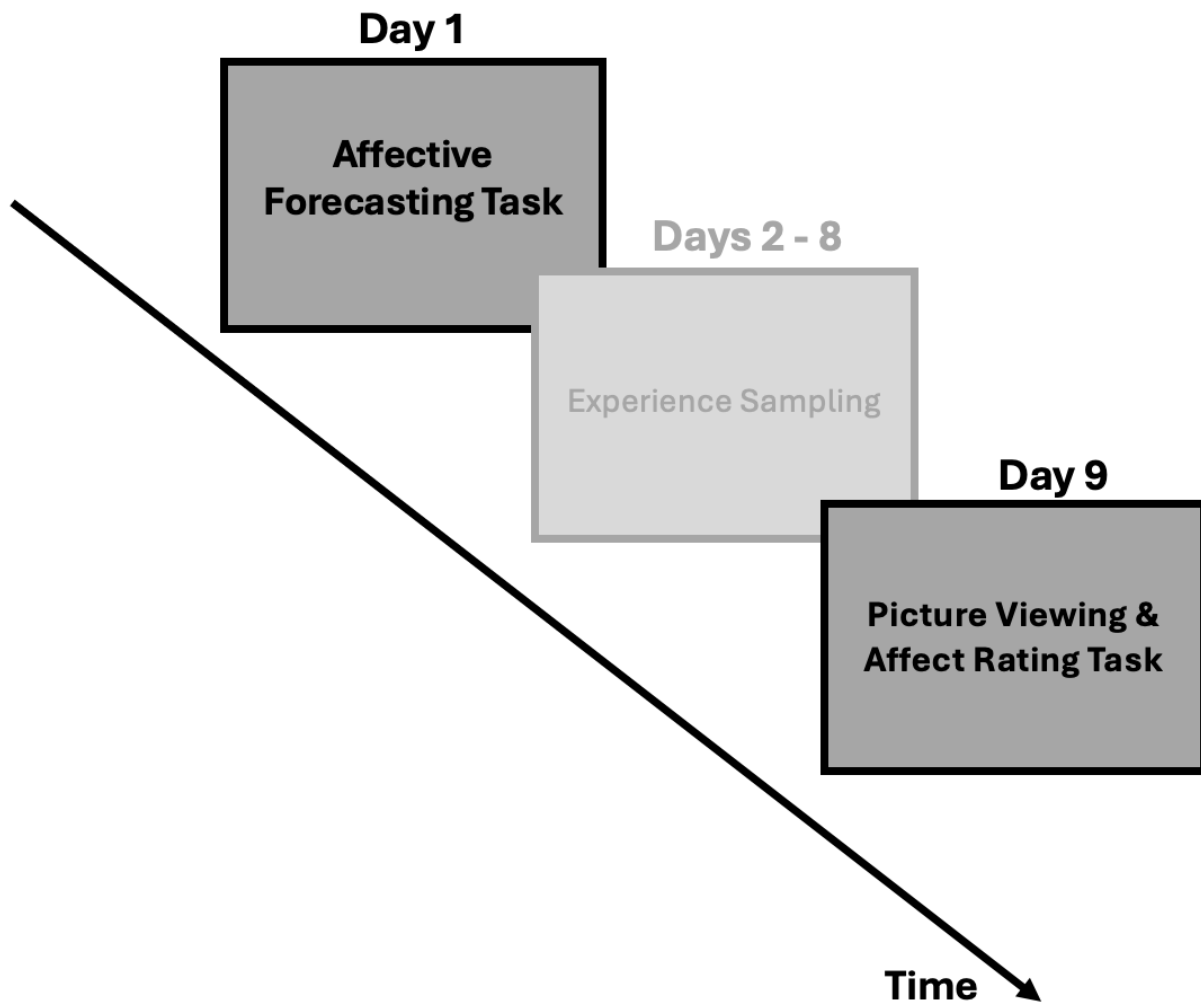 Day 1
Affective
Forecasting Task
Days 2 - 8
Experience Sampling
Day 9
Picture Viewing &
Affect Rating Task
Time